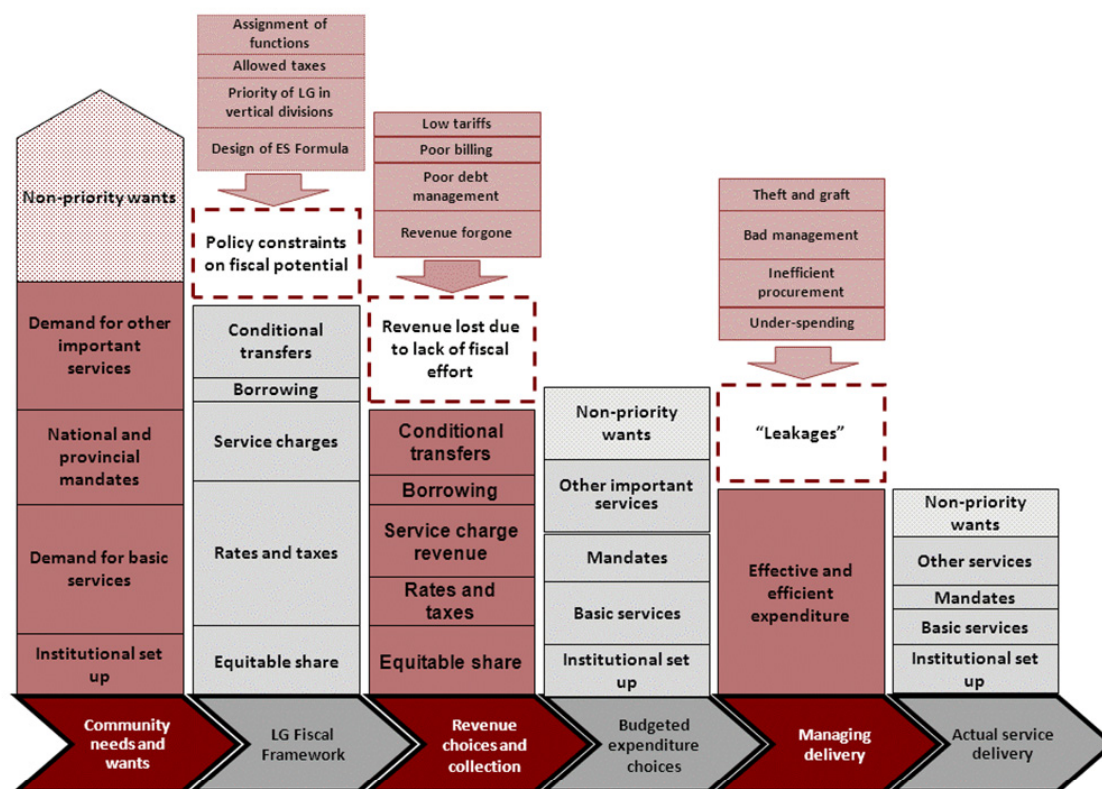 Non-priority wants
Demand for other
important
services
National and
provincial
mandates
Demand for basic
services
Institutional set
up
Community
needs and
wants
Assignment of
functions
Allowed taxes
Priority of LG in
vertical divisions
Design of ES Formula
Policy constraints
on fiscal potential
Conditional
transfers
Borrowing
Service charges
Rates and taxes
Equitable share
LG Fiscal
Framework
Low tariffs
Poor billing
Poor debt
management
Revenue forgone
Revenue lost due
to lack of fiscal
effort
Conditional
transfers
Borrowing
Service charge
revenue
Rates and
taxes
Equitable share
Revenue
choices and
collection
Non-priority
wants
Other important
services
Mandates
Basic services
Institutional set
up
Budgeted
expenditure
choices
Theft and graft
Bad management
Inefficient
procurement
Under-spending
“Leakages”
Effective and
efficient
expenditure
Managing
delivery
Non-priority
wants
Other services
Mandates
Basic services
Institutional set
up
Actual service
delivery